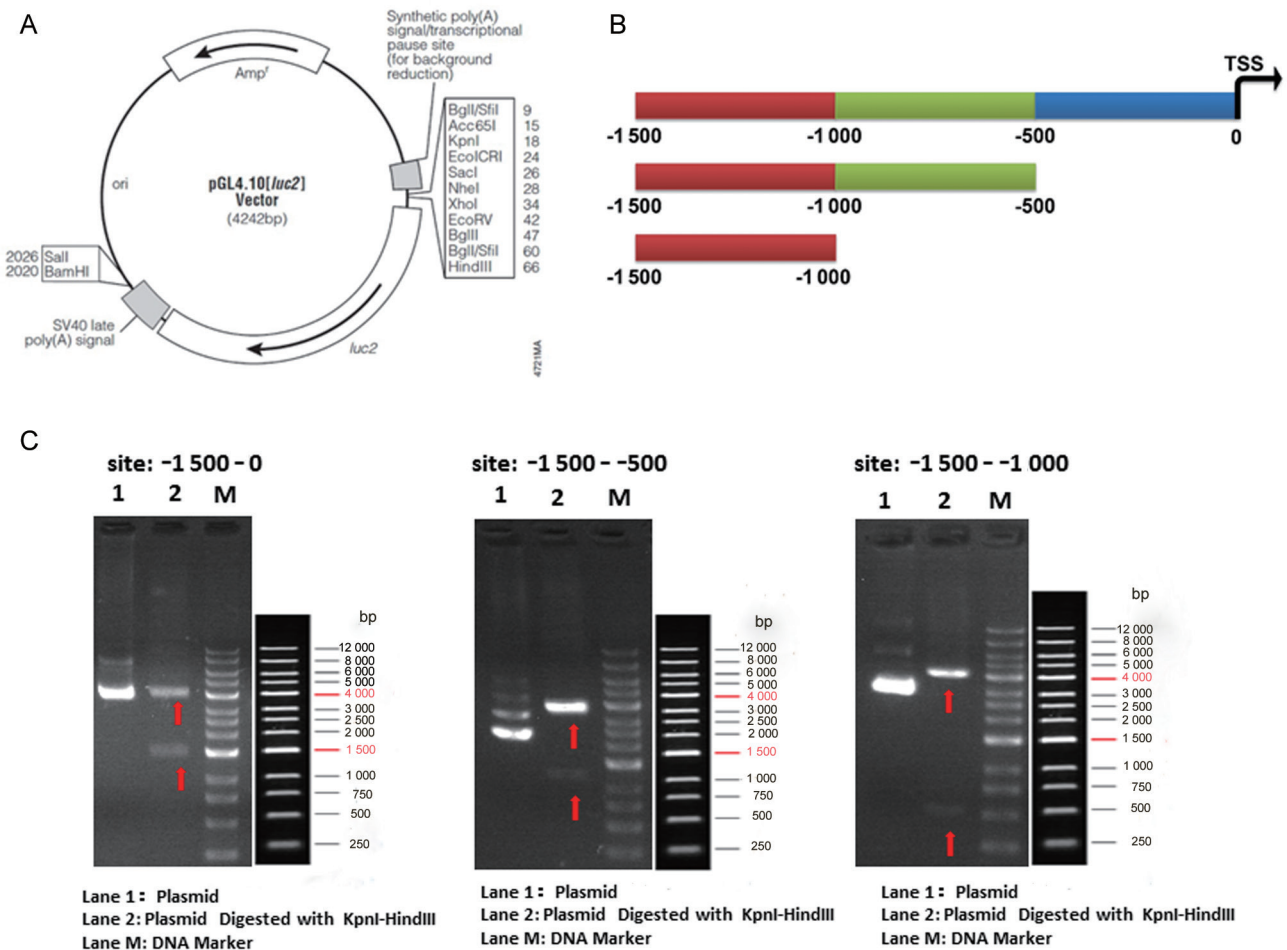 A
Synthetic poly(A)
signal/transcriptional
pause site
(for background
reduction)
Ampʳ
BglI/SfiI 9
Acc65I 15
KpnI 18
EcoICRI 24
SacI 26
NheI 28
XhoI 34
EcoRV 42
BglII 47
BglI/SfiI 60
HindIII 66
ori
pGL4.10[luc2]
Vector
(4242bp)
2026 SalI
2020 BamHI
SV40 late
poly(A) signal
luc2
4721MA
B
TSS
-1 500 -1 000 -500 0
-1 500 -1 000 -500
-1 500 -1 000
C
site: -1 500 - 0
1 2 M
bp
12 000
8 000
6 000
5 000
4 000
3 000
2 500
2 000
1 500
1 000
750
500
250
Lane 1: Plasmid
Lane 2: Plasmid Digested with KpnI-HindIII
Lane M: DNA Marker
site: -1 500 - -500
1 2 M
bp
12 000
8 000
6 000
5 000
4 000
3 000
2 500
2 000
1 500
1 000
750
500
250
Lane 1: Plasmid
Lane 2: Plasmid Digested with KpnI-HindIII
Lane M: DNA Marker
site: -1 500 - -1 000
1 2 M
bp
12 000
8 000
6 000
5 000
4 000
3 000
2 500
2 000
1 500
1 000
750
500
250
Lane 1: Plasmid
Lane 2: Plasmid Digested with KpnI-HindIII
Lane M: DNA Marker